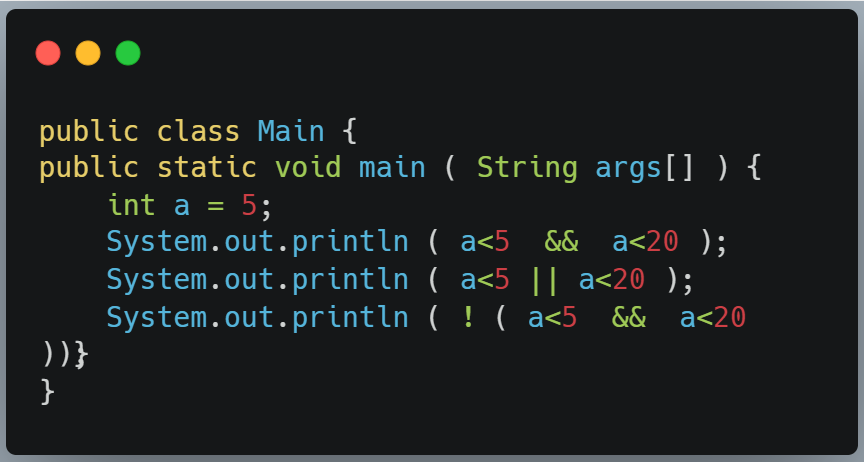 public class Main {
public static void main ( String args[] ) {
    int a = 5;
    System.out.println ( a<5  &&  a<20 );
    System.out.println ( a<5 || a<20 );
    System.out.println ( ! ( a<5  &&  a<20
));}
}